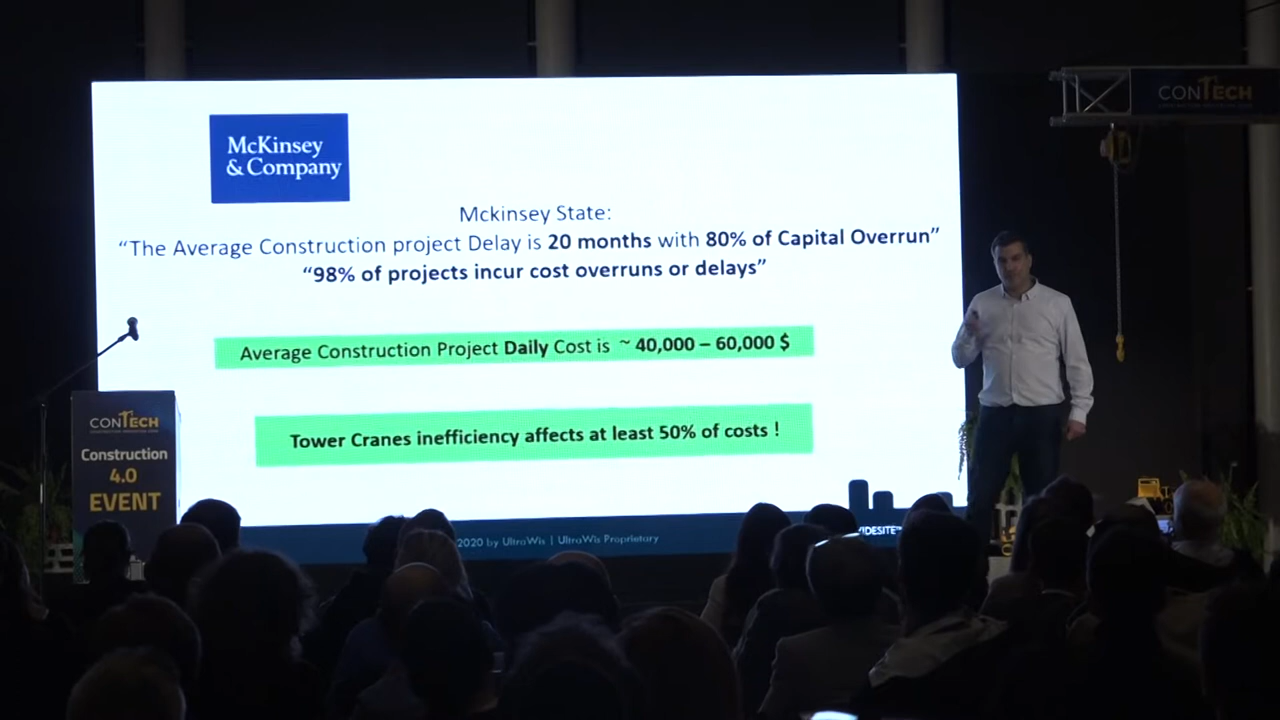 McKinsey
& Company
Mckinsey State:
“The Average Construction project Delay is 20 months with 80% of Capital Overrun”
“98% of projects incur cost overruns or delays”
Average Construction Project Daily Cost is ~ 40,000 – 60,000 $
Tower Cranes inefficiency affects at least 50% of costs !
2020 by UltraWis | UltraWis Proprietary
CONTECH
CONTECH
Construction
4.0
EVENT